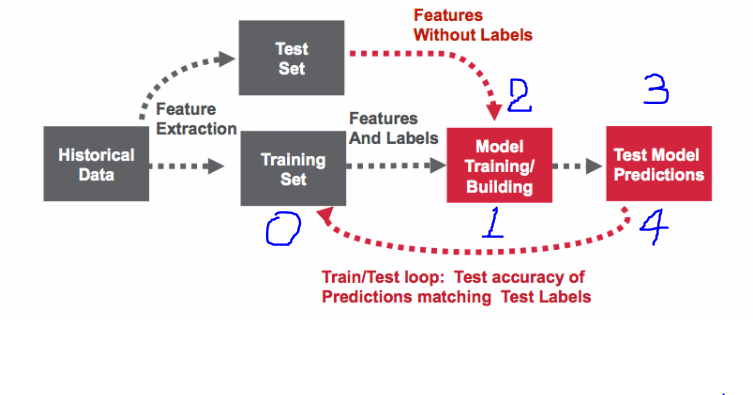 Features
Without Labels
Test
Set
2
3
Feature
Extraction
Features
And Labels
Historical
Data
Training
Set
Model
Training/
Building
Test Model
Predictions
0
1
4
Train/Test loop: Test accuracy of
Predictions matching Test Labels